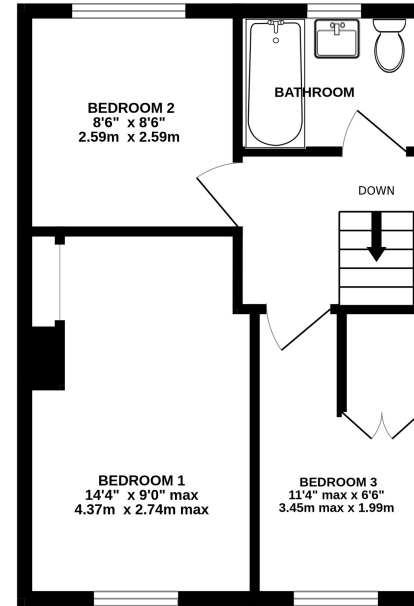 BATHROOM
BEDROOM 2
8'6" x 8'6"
2.59m x 2.59m
DOWN
BEDROOM 1
14'4" x 9'0" max
4.37m x 2.74m max
BEDROOM 3
11'4" max x 6'6"
3.45m max x 1.99m